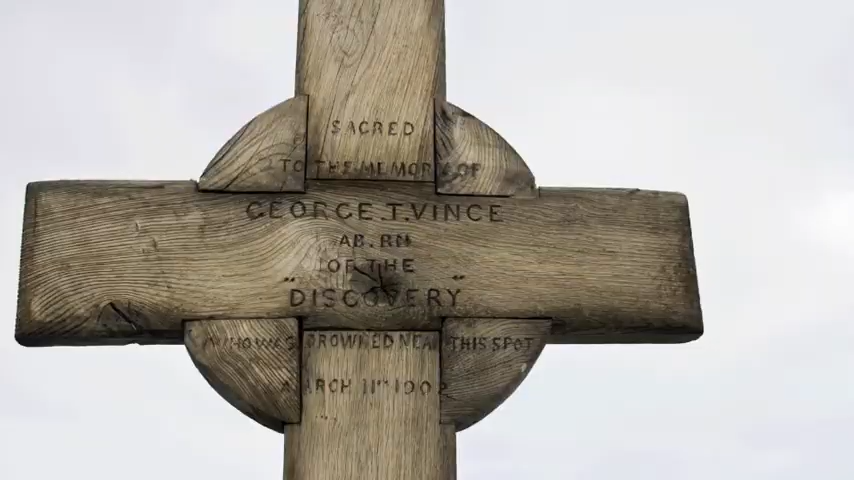 SACRED
TO THE MEMORY OF
GEORGE.T.VINCE
AB.RN
OF THE
"DISCOVERY"
WHO WAS DROWNED NEAR THIS SPOT
MARCH 11TH 1902